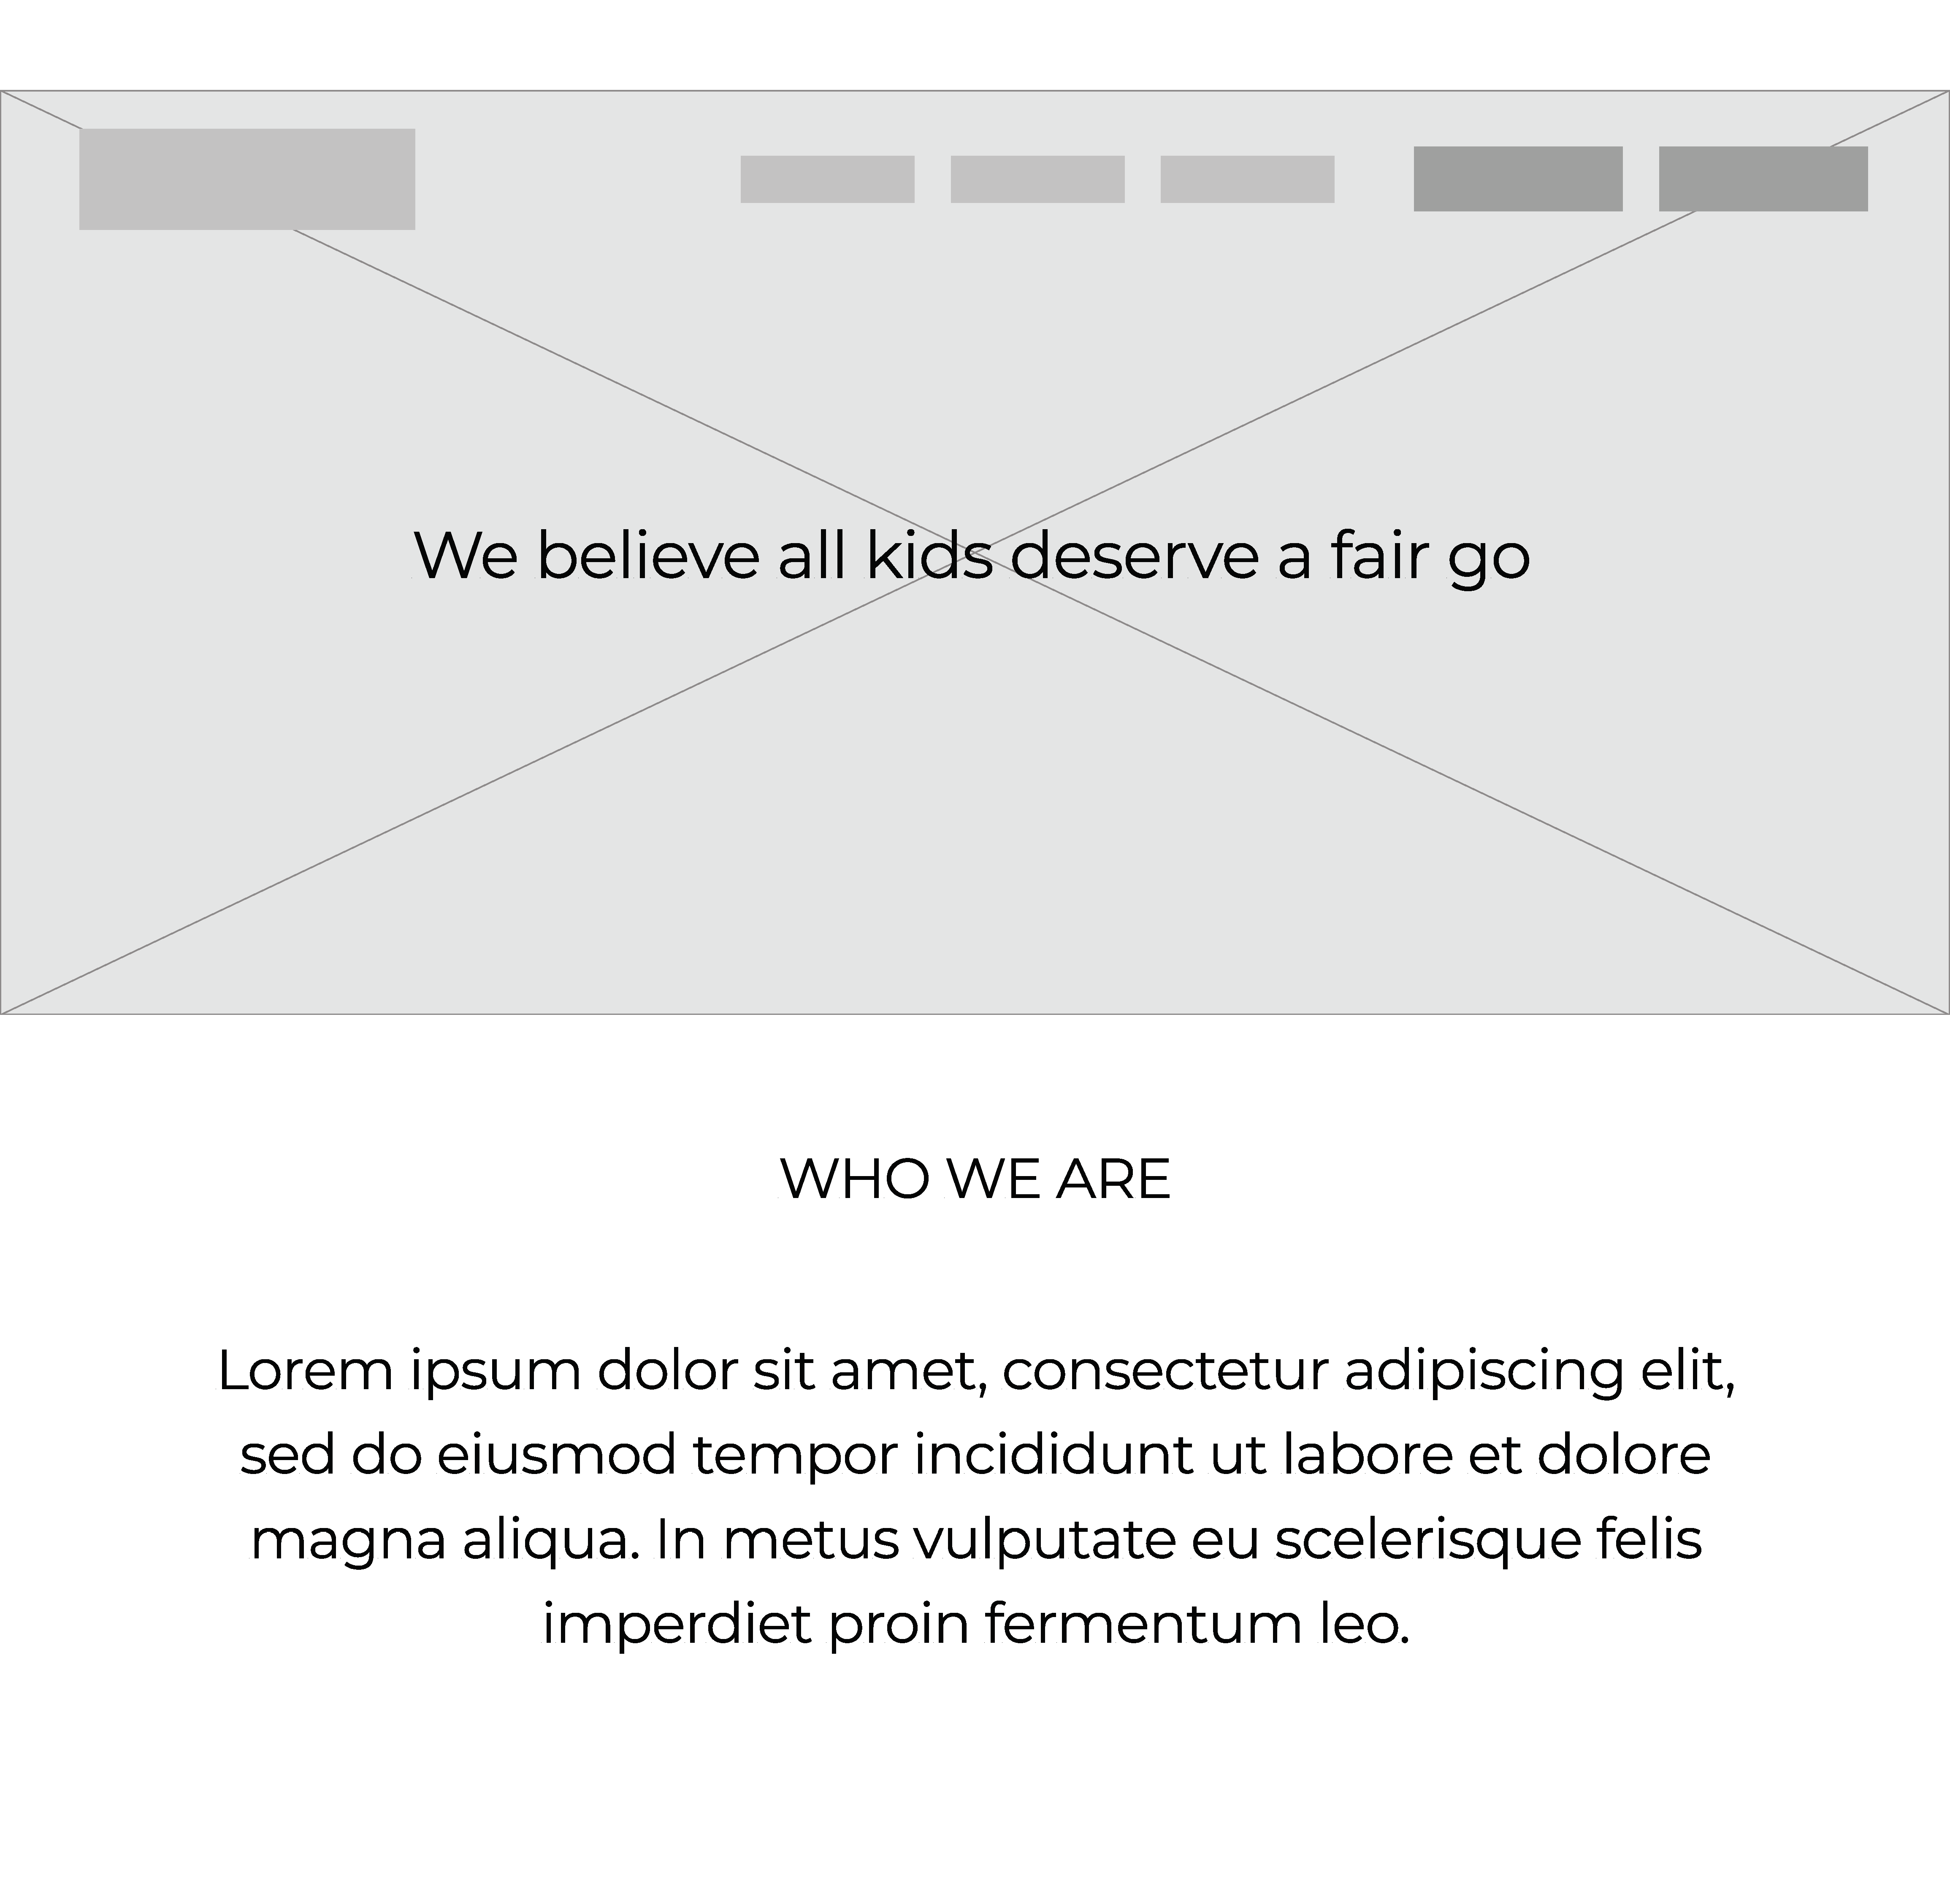 We believe all kids deserve a fair go
WHO WE ARE
Lorem ipsum dolor sit amet, consectetur adipiscing elit,
sed do eiusmod tempor incididunt ut labore et dolore
magna aliqua. In metus vulputate eu scelerisque felis
imperdiet proin fermentum leo.